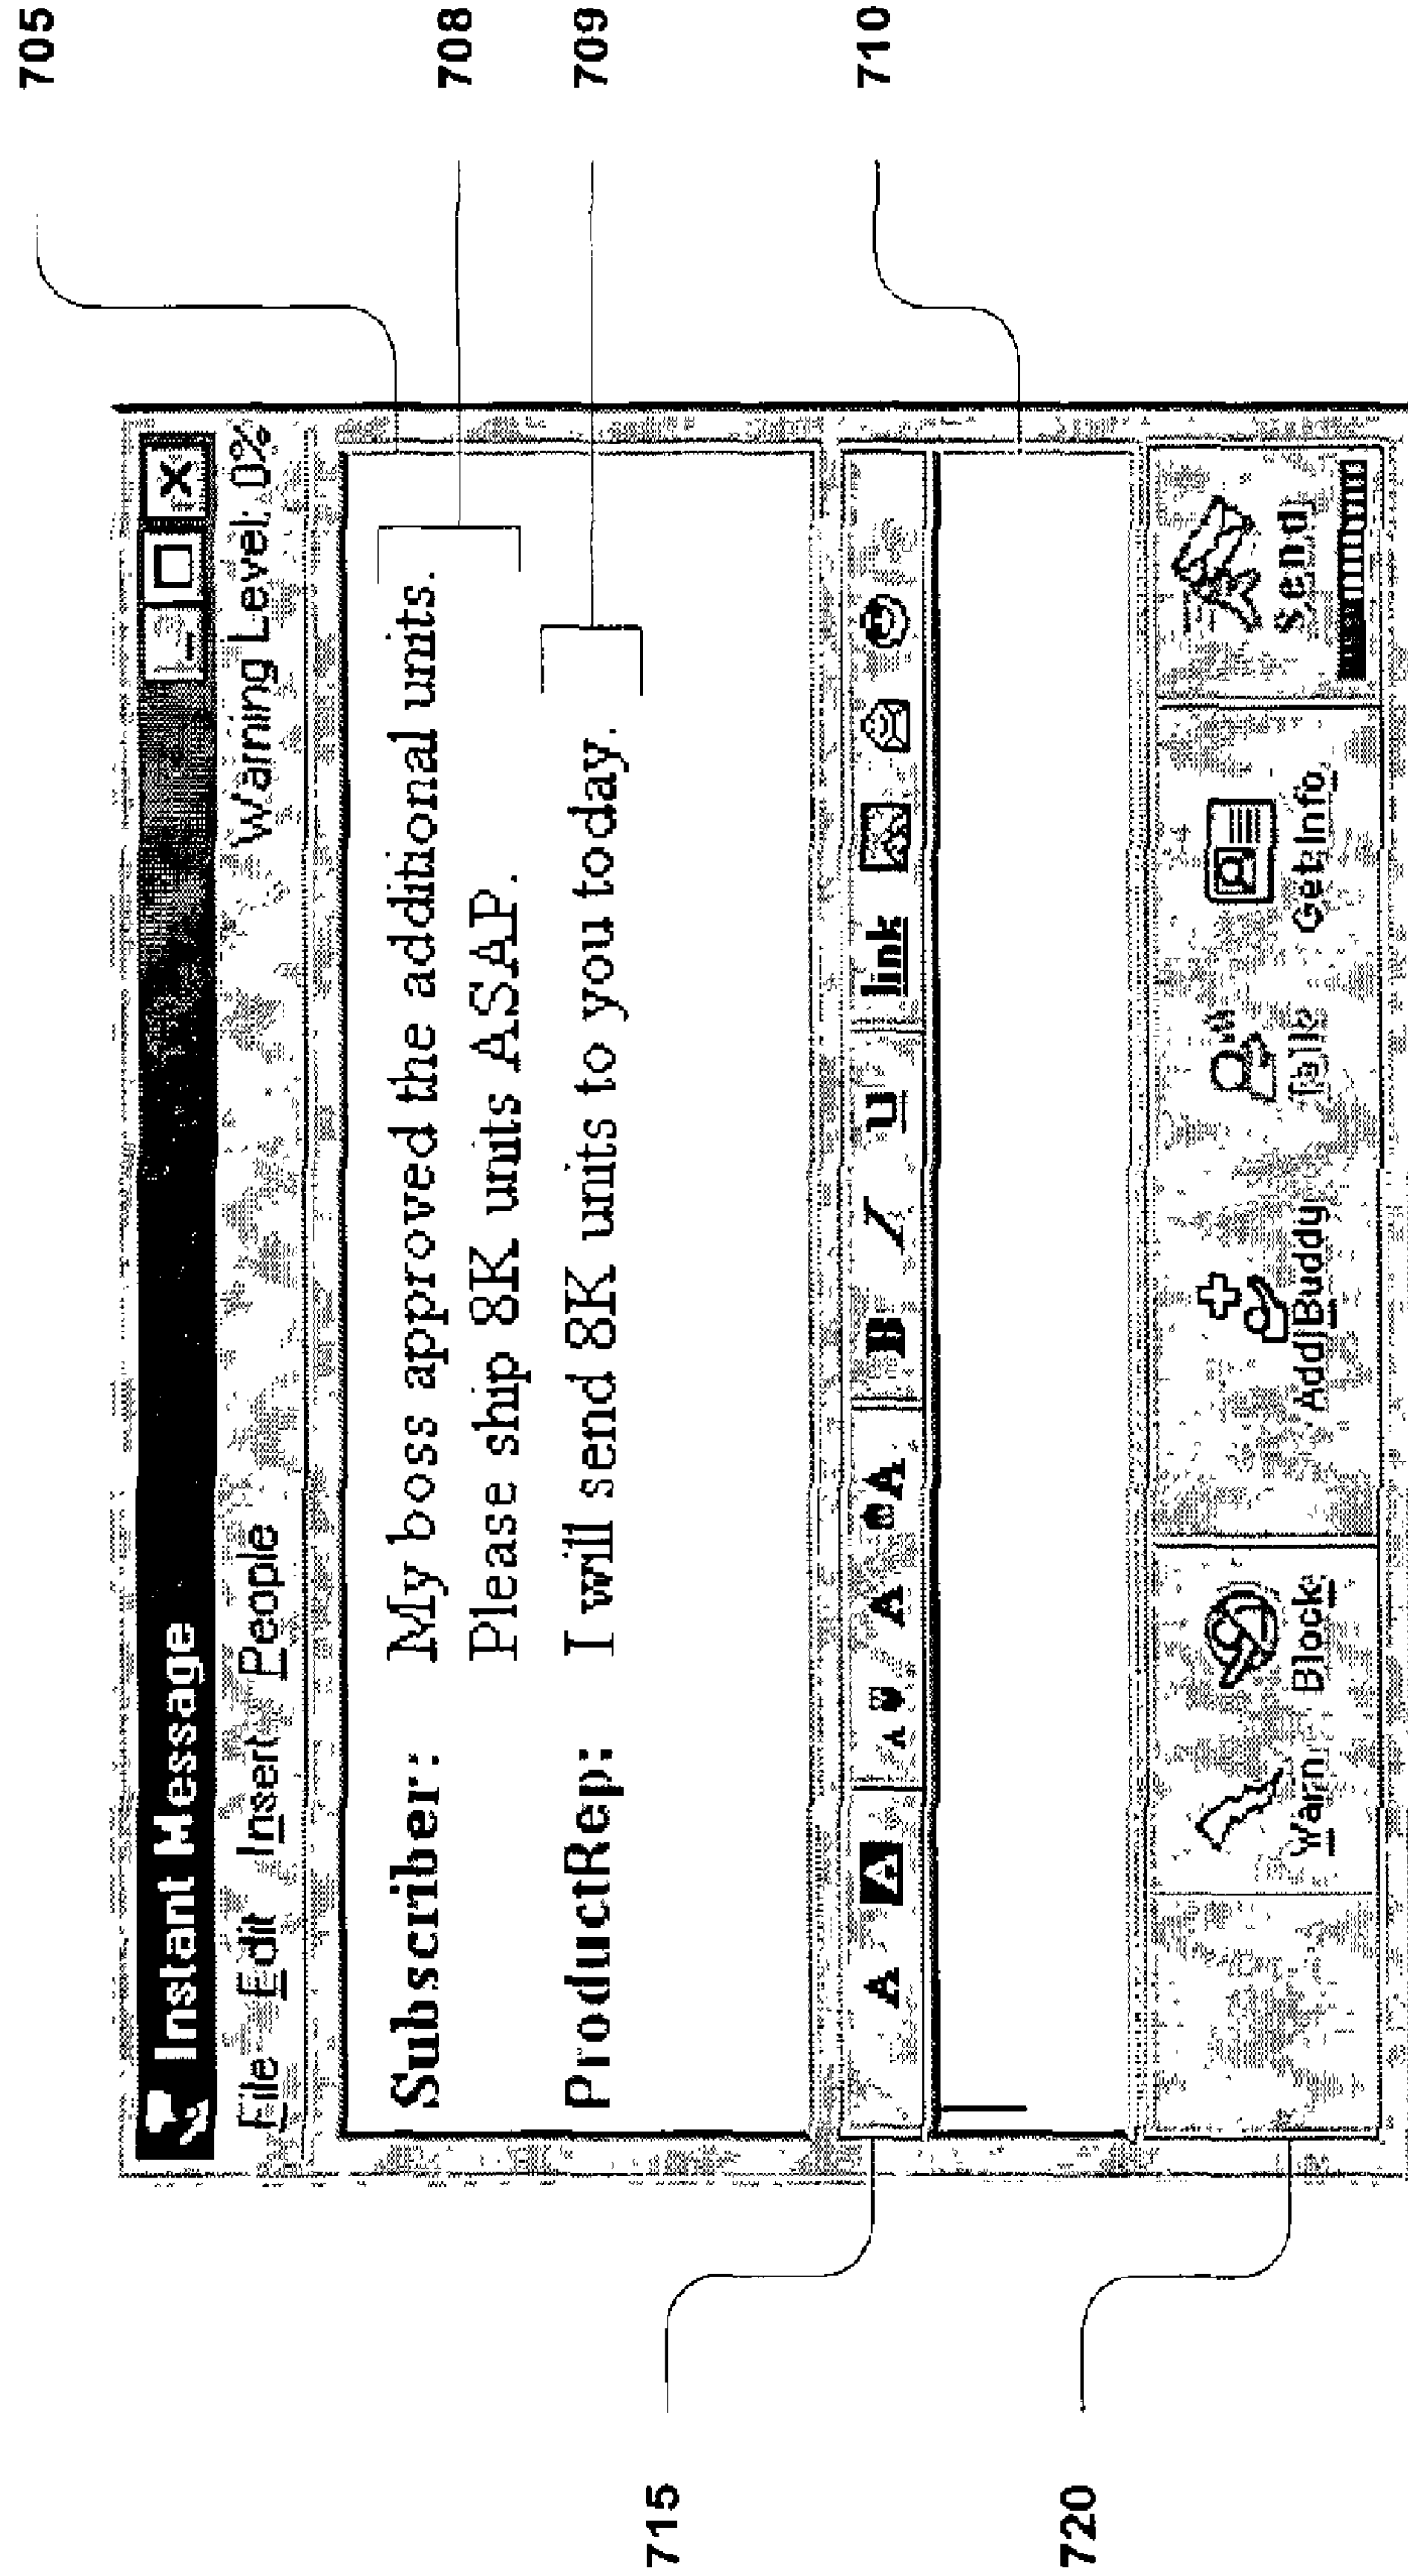 705
708
709
710
Instant Message
File Edit Insert People Warning Level: 0%
Subscriber: My boss approved the additional units.
Please ship 8K units ASAP.
ProductRep: I will send 8K units to you today.
A A A A A B I u link
Warn Block Add Buddy Talk Get Info Send
715
720